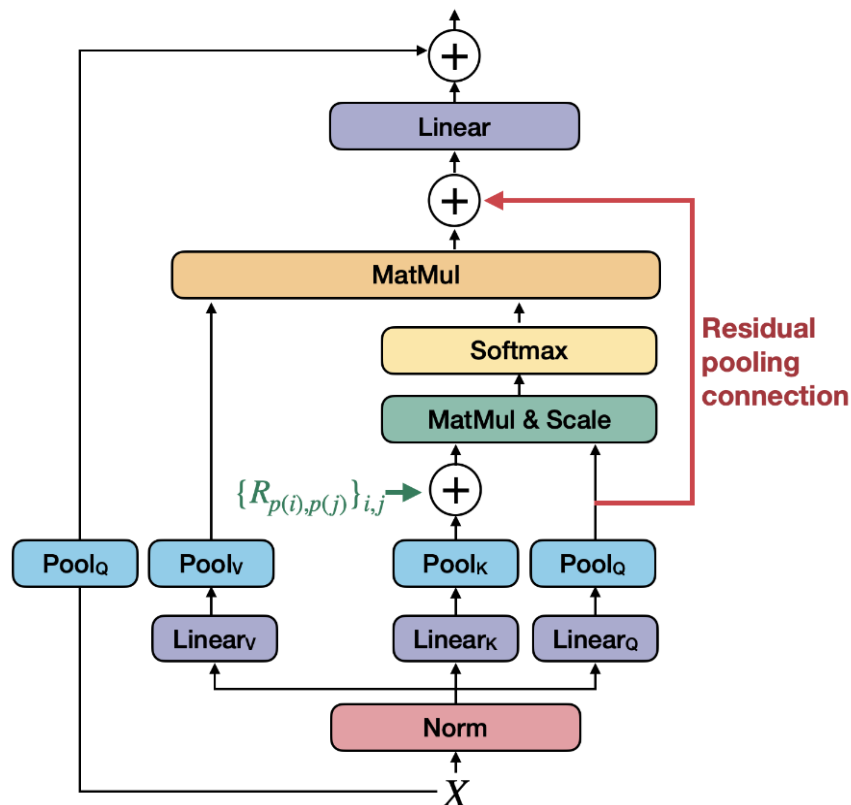 Linear
MatMul
Residual
pooling
connection
Softmax
MatMul & Scale
{R_{p(i),p(j)}}_{i,j}
Pool_Q
Pool_V
Pool_K
Pool_Q
Linear_V
Linear_K
Linear_Q
Norm
X